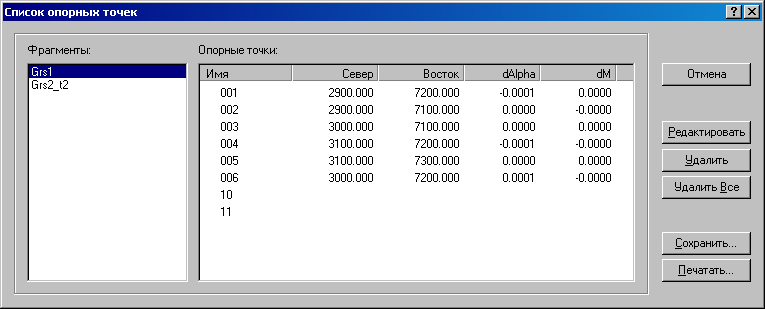 Список опорных точек
Фрагменты:
Grs1
Grs2_t2
Опорные точки:
Имя Север Восток dAlpha dM
001 2900.000 7200.000 -0.0001 0.0000
002 2900.000 7100.000 0.0000 -0.0000
003 3000.000 7100.000 0.0000 0.0000
004 3100.000 7200.000 -0.0001 -0.0000
005 3100.000 7300.000 0.0000 0.0000
006 3000.000 7200.000 0.0001 -0.0000
10
11
Отмена
Редактировать
Удалить
Удалить Все
Сохранить...
Печатать...